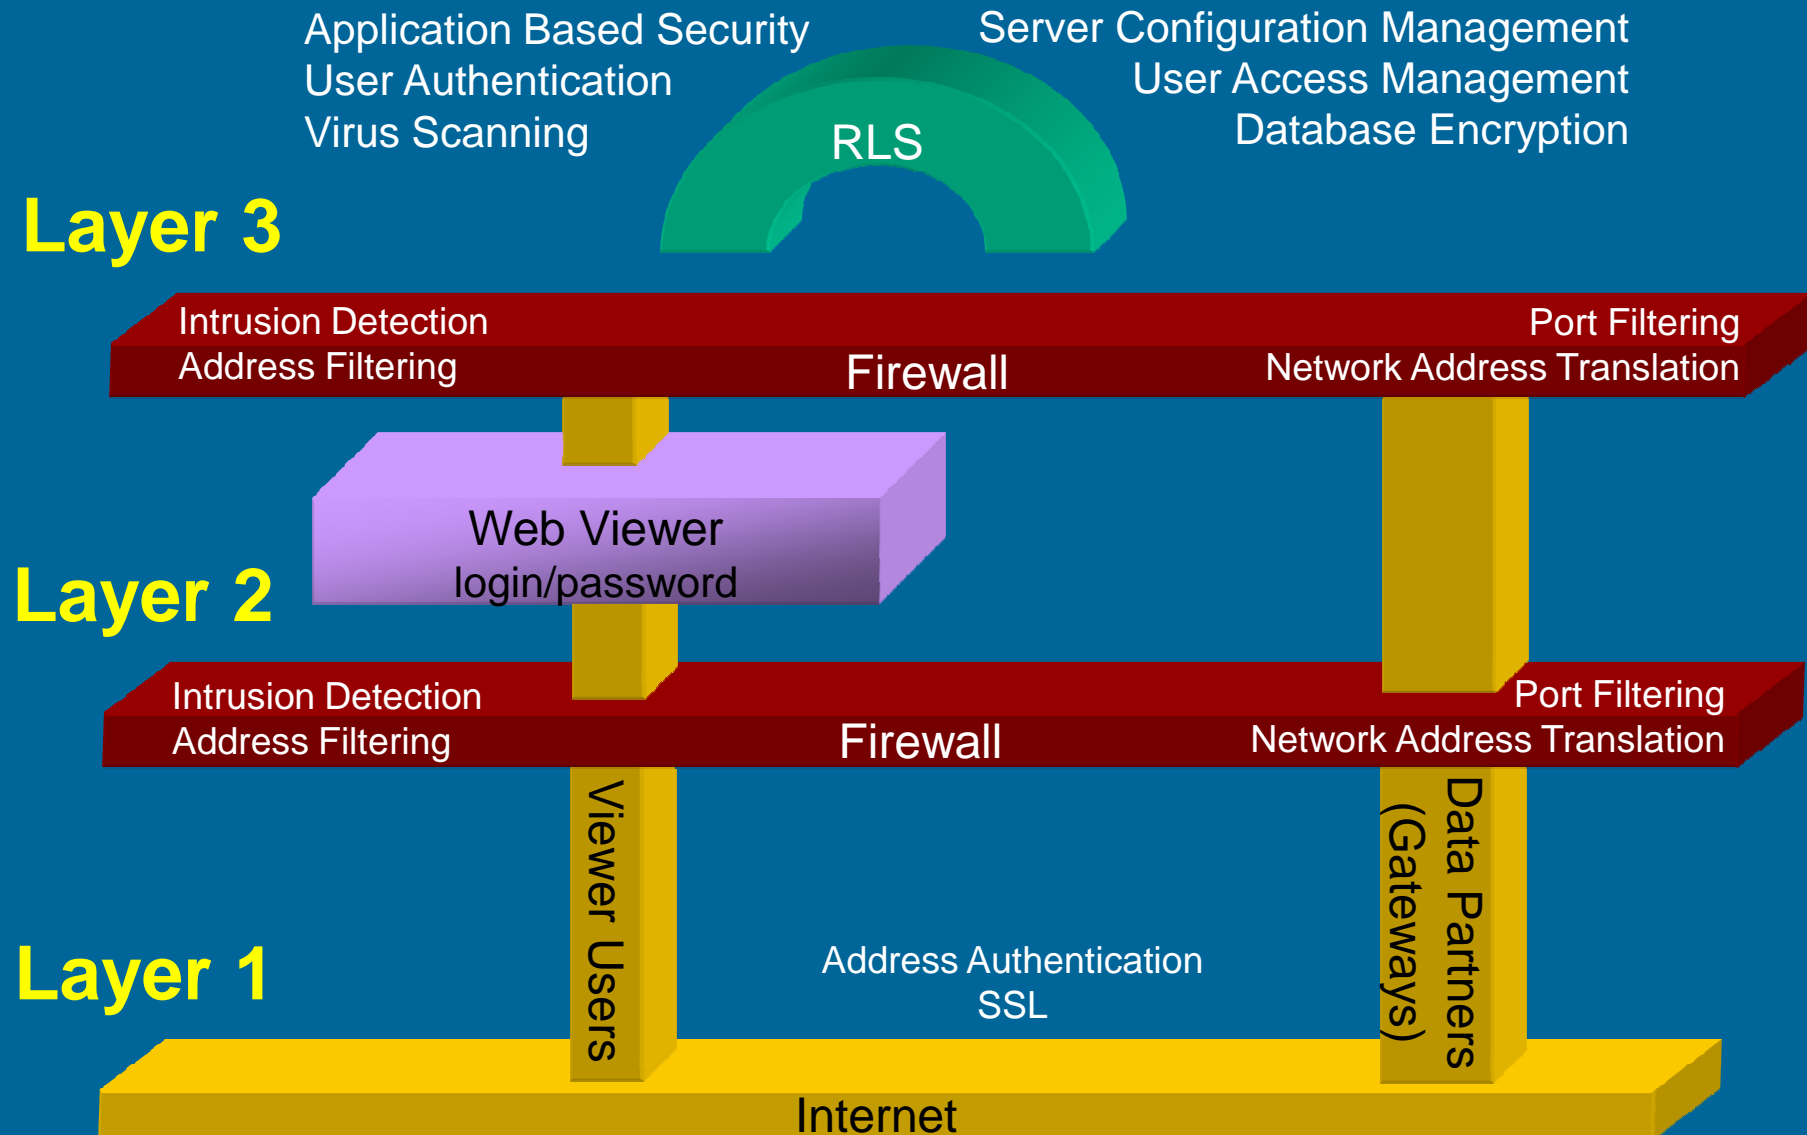 Application Based Security
User Authentication
Virus Scanning
Server Configuration Management
User Access Management
Database Encryption
RLS
Layer 3
Intrusion Detection
Address Filtering
Firewall
Port Filtering
Network Address Translation
Web Viewer
login/password
Layer 2
Intrusion Detection
Address Filtering
Firewall
Port Filtering
Network Address Translation
Viewer Users
Data Partners
(Gateways)
Layer 1
Address Authentication
SSL
Internet